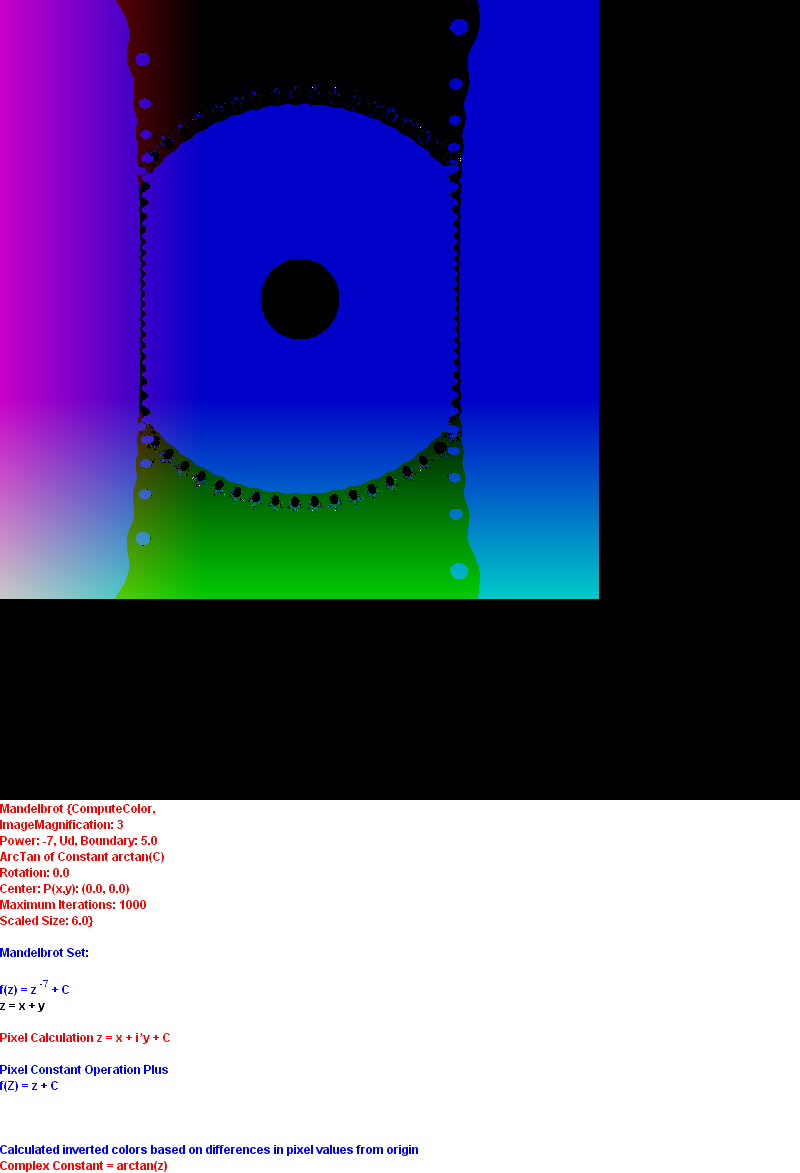 Mandelbrot {ComputeColor,
ImageMagnification: 3
Power: -7, Ud, Boundary: 5.0
ArcTan of Constant arctan(C)
Rotation: 0.0
Center: P(x,y): (0.0, 0.0)
Maximum Iterations: 1000
Scaled Size: 6.0}
Mandelbrot Set:
f(z) = z -7 + C
z = x + y
Pixel Calculation z = x + i*y + C
Pixel Constant Operation Plus
f(Z) = z + C
Calculated inverted colors based on differences in pixel values from origin
Complex Constant = arctan(z)